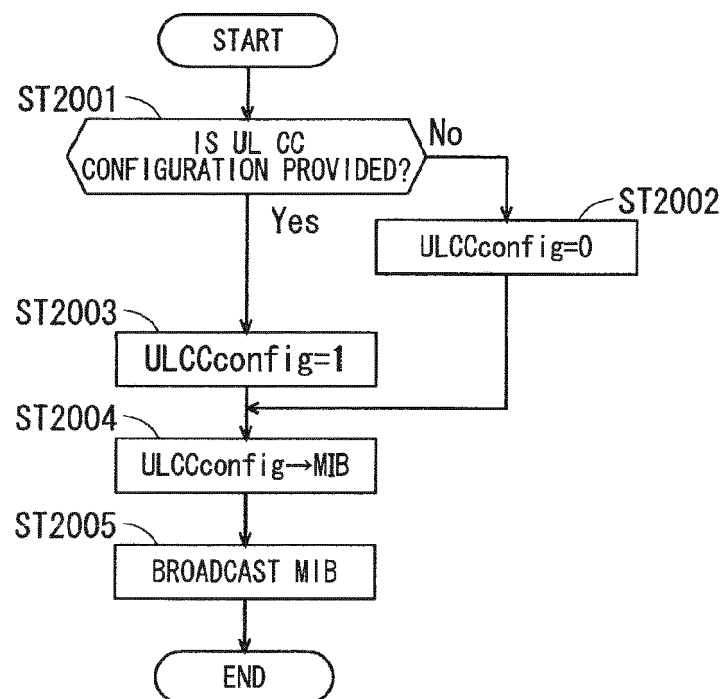 START
ST2001
IS UL CC
CONFIGURATION PROVIDED?
No
Yes
ST2002
ULCCconfig=0
ST2003
ULCCconfig=1
ST2004
ULCCconfig→MIB
ST2005
BROADCAST MIB
END